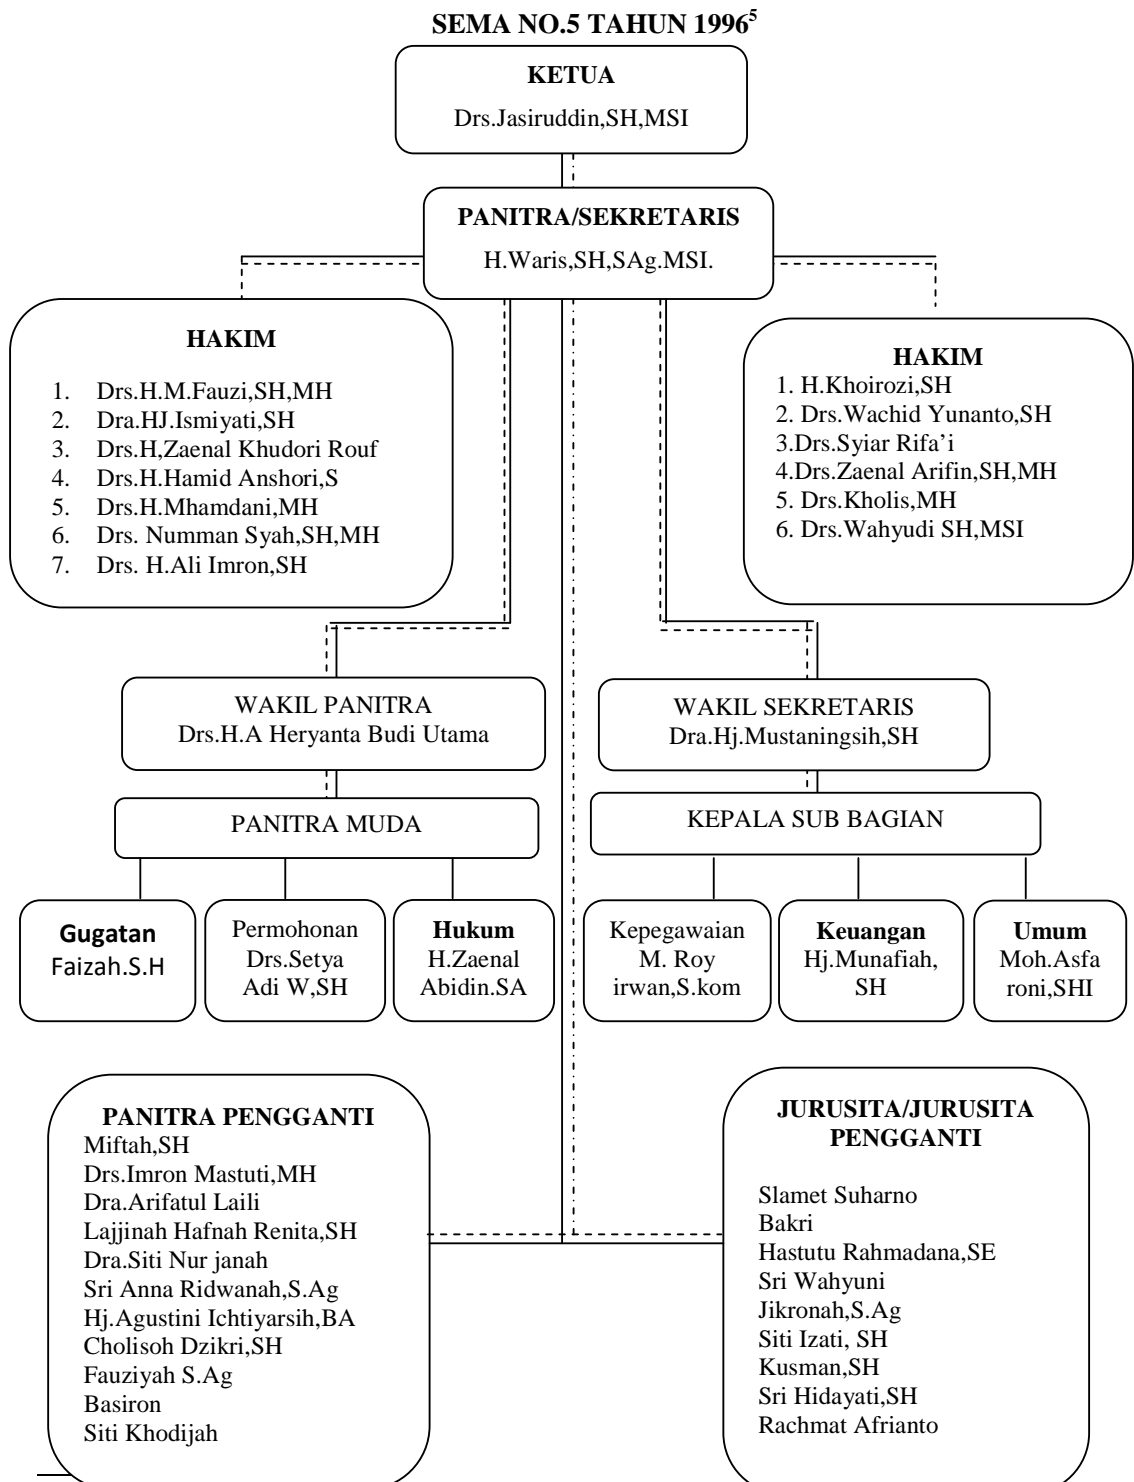 SEMA NO.5 TAHUN 1996⁵
KETUA
Drs.Jasiruddin,SH,MSI
PANITRA/SEKRETARIS
H.Waris,SH,SAg.MSI.
HAKIM
1. Drs.H.M.Fauzi,SH,MH
2. Dra.HJ.Ismiyati,SH
3. Drs.H,Zaenal Khudori Rouf
4. Drs.H.Hamid Anshori,S
5. Drs.H.Mhamdani,MH
6. Drs. Numman Syah,SH,MH
7. Drs. H.Ali Imron,SH
HAKIM
1. H.Khoirozi,SH
2. Drs.Wachid Yunanto,SH
3.Drs.Syiar Rifa’i
4.Drs.Zaenal Arifin,SH,MH
5. Drs.Kholis,MH
6. Drs.Wahyudi SH,MSI
WAKIL PANITRA
Drs.H.A Heryanta Budi Utama
WAKIL SEKRETARIS
Dra.Hj.Mustaningsih,SH
PANITRA MUDA
KEPALA SUB BAGIAN
Gugatan
Faizah.S.H
Permohonan
Drs.Setya
Adi W,SH
Hukum
H.Zaenal
Abidin.SA
Kepegawaian
M. Roy
irwan,S.kom
Keuangan
Hj.Munafiah,
SH
Umum
Moh.Asfa
roni,SHI
PANITRA PENGGANTI
Miftah,SH
Drs.Imron Mastuti,MH
Dra.Arifatul Laili
Lajjinah Hafnah Renita,SH
Dra.Siti Nur janah
Sri Anna Ridwanah,S.Ag
Hj.Agustini Ichtiyarsih,BA
Cholisoh Dzikri,SH
Fauziyah S.Ag
Basiron
Siti Khodijah
JURUSITA/JURUSITA
PENGGANTI
Slamet Suharno
Bakri
Hastutu Rahmadana,SE
Sri Wahyuni
Jikronah,S.Ag
Siti Izati, SH
Kusman,SH
Sri Hidayati,SH
Rachmat Afrianto